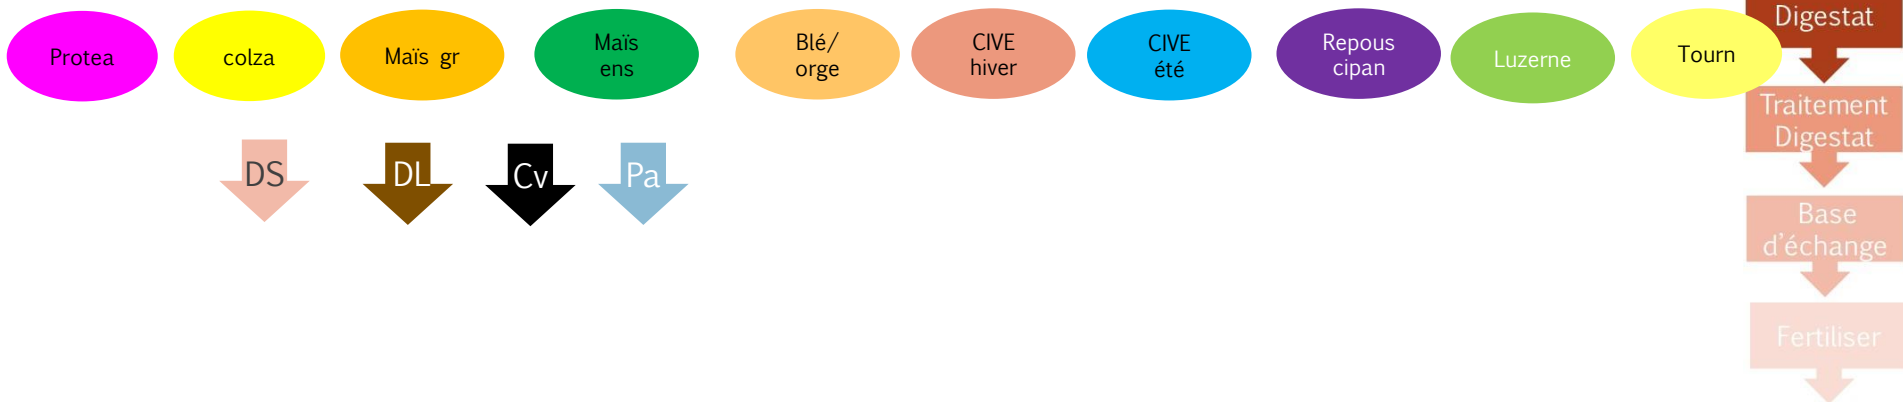 Protea
colza
Maïs gr
Maïs
ens
Blé/
orge
CIVE
hiver
CIVE
été
Repous
cipan
Luzerne
Tourn
DS
DL
Cv
Pa
Digestat
Traitement
Digestat
Base
d'échange
Fertiliser